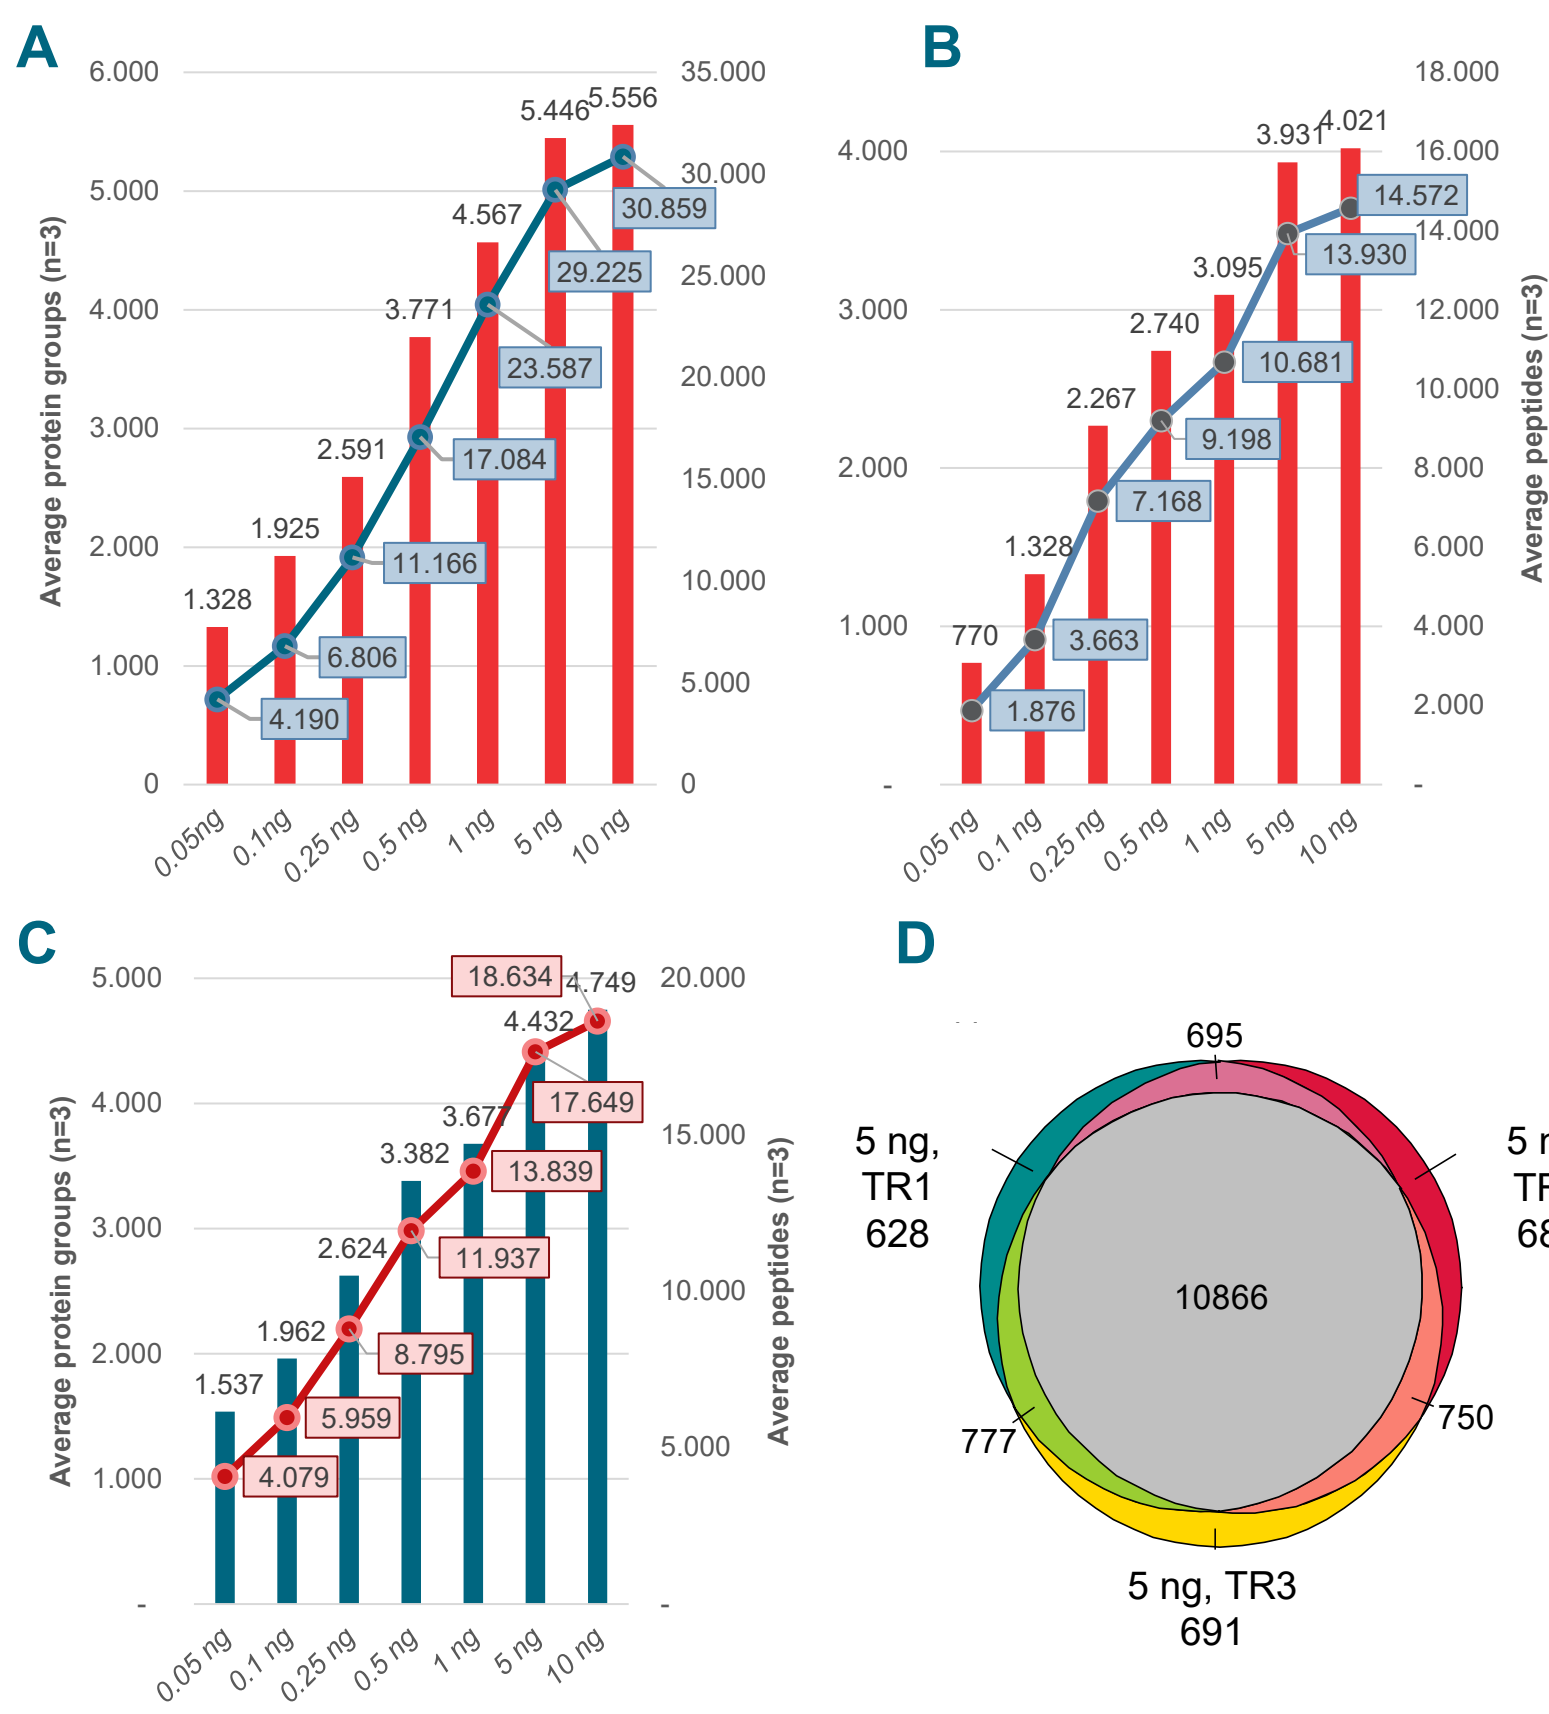 A
Average protein groups (n=3)
6.000
5.000
4.000
3.000
2.000
1.000
0
35.000
30.000
25.000
20.000
15.000
10.000
5.000
0
1.328
1.925
2.591
3.771
4.567
5.446
5.556
4.190
6.806
11.166
17.084
23.587
29.225
30.859
0.05ng
0.1ng
0.25 ng
0.5 ng
1 ng
5 ng
10 ng
B
4.000
3.000
2.000
1.000
-
18.000
16.000
14.000
12.000
10.000
8.000
6.000
4.000
2.000
-
Average peptides (n=3)
770
1.328
2.267
2.740
3.095
3.931
4.021
1.876
3.663
7.168
9.198
10.681
13.930
14.572
0.05 ng
0.1 ng
0.25 ng
0.5 ng
1 ng
5 ng
10 ng
C
Average protein groups (n=3)
5.000
4.000
3.000
2.000
1.000
-
20.000
15.000
10.000
5.000
-
Average peptides (n=3)
1.537
1.962
2.624
3.382
3.677
4.432
4.749
4.079
5.959
8.795
11.937
13.839
17.649
18.634
0.05 ng
0.1 ng
0.25 ng
0.5 ng
1 ng
5 ng
10 ng
D
695
5 ng,
TR1
628
10866
777
750
5 ng, TR3
691